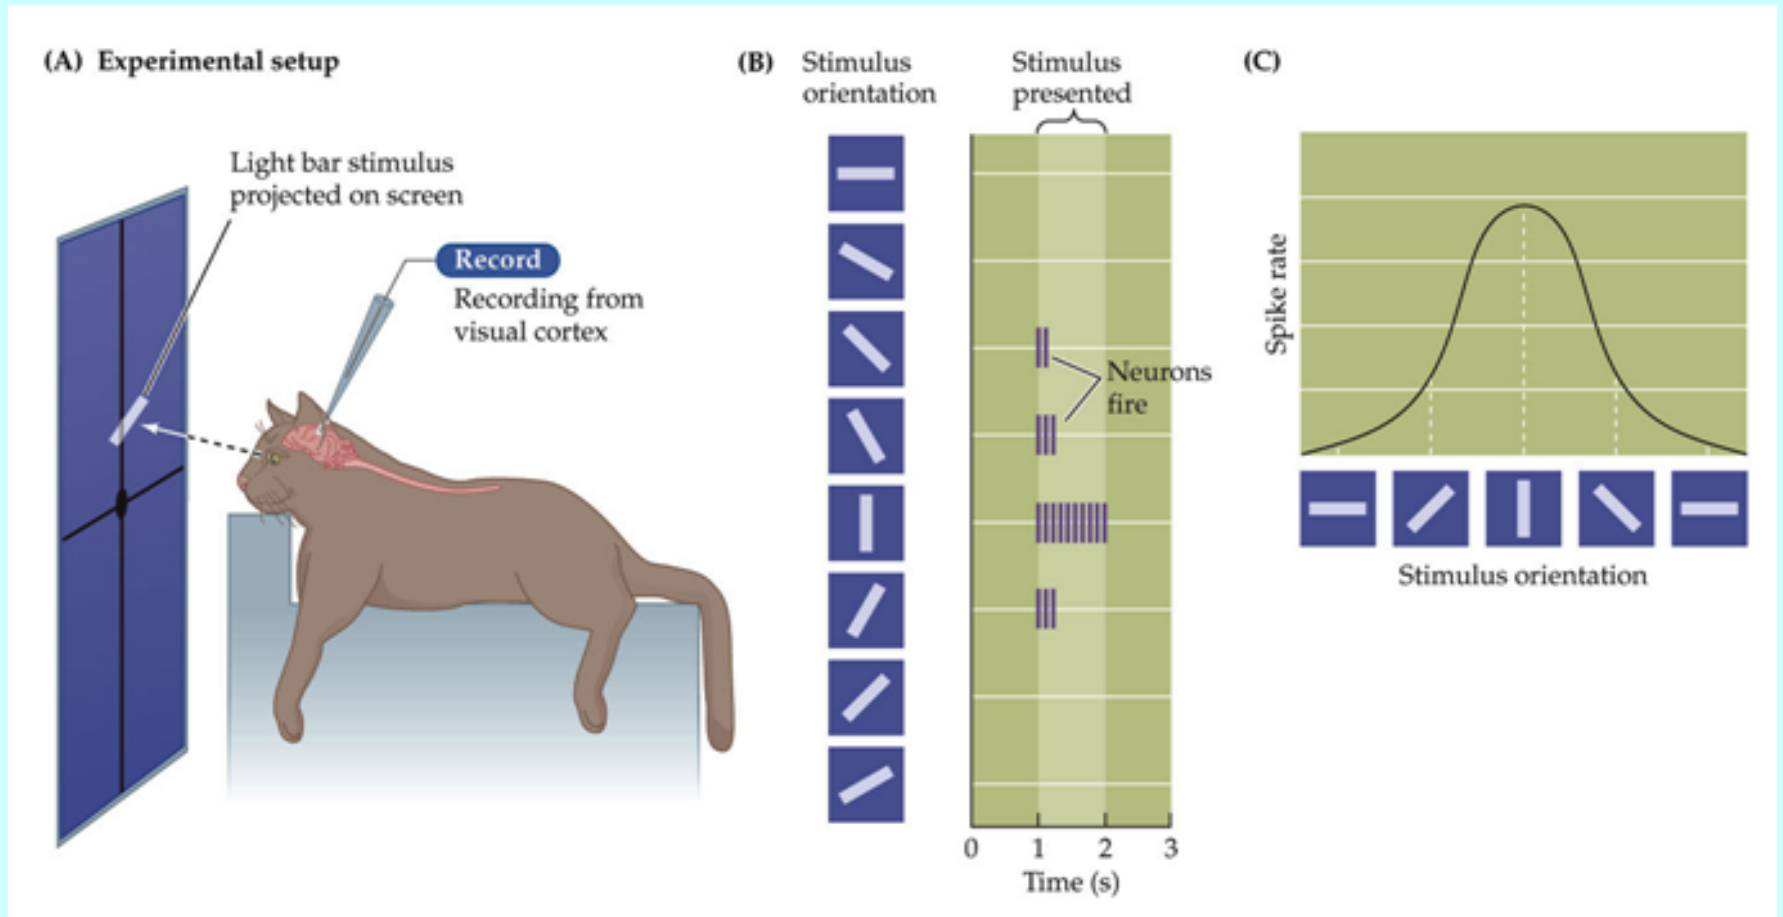 (A) Experimental setup
Light bar stimulus
projected on screen
Record
Recording from
visual cortex
(B)
Stimulus
orientation
Stimulus
presented
Neurons
fire
0 1 2 3
Time (s)
(C)
Spike rate
Stimulus orientation